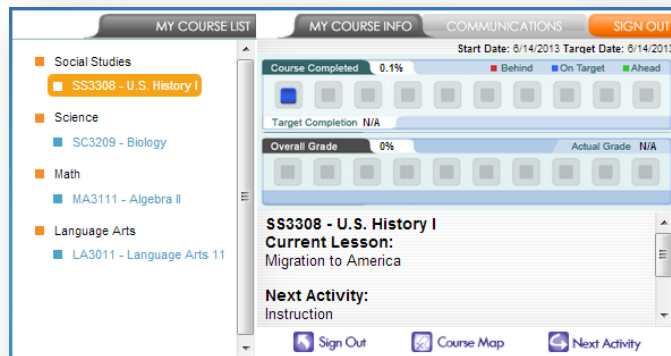 MY COURSE LIST
MY COURSE INFO
COMMUNICATIONS
SIGN OUT
Start Date: 6/14/2013 Target Date: 6/14/2013
Social Studies
SS3308 - U.S. History I
Science
SC3209 - Biology
Math
MA3111 - Algebra II
Language Arts
LA3011 - Language Arts 11
Course Completed 0.1% Behind On Target Ahead
Target Completion N/A
Overall Grade 0% Actual Grade N/A
SS3308 - U.S. History I
Current Lesson:
Migration to America
Next Activity:
Instruction
Sign Out Course Map Next Activity